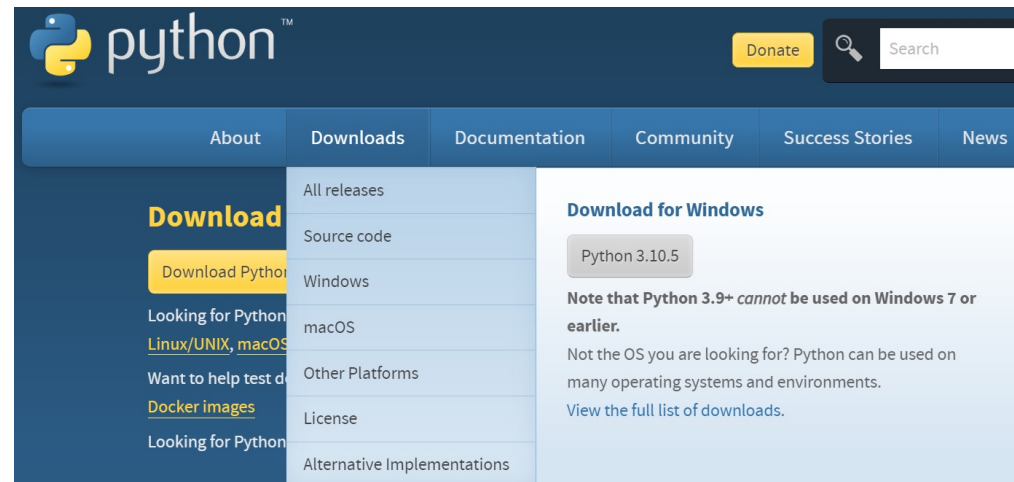 python™
Donate
Search
About
Downloads
Documentation
Community
Success Stories
News
All releases
Source code
Windows
macOS
Other Platforms
License
Alternative Implementations
Download
Download Python
Looking for Python
Linux/UNIX, macOS
Want to help test
Docker images
Looking for Python
Download for Windows
Python 3.10.5
Note that Python 3.9+ cannot be used on Windows 7 or
earlier.
Not the OS you are looking for? Python can be used on
many operating systems and environments.
View the full list of downloads.